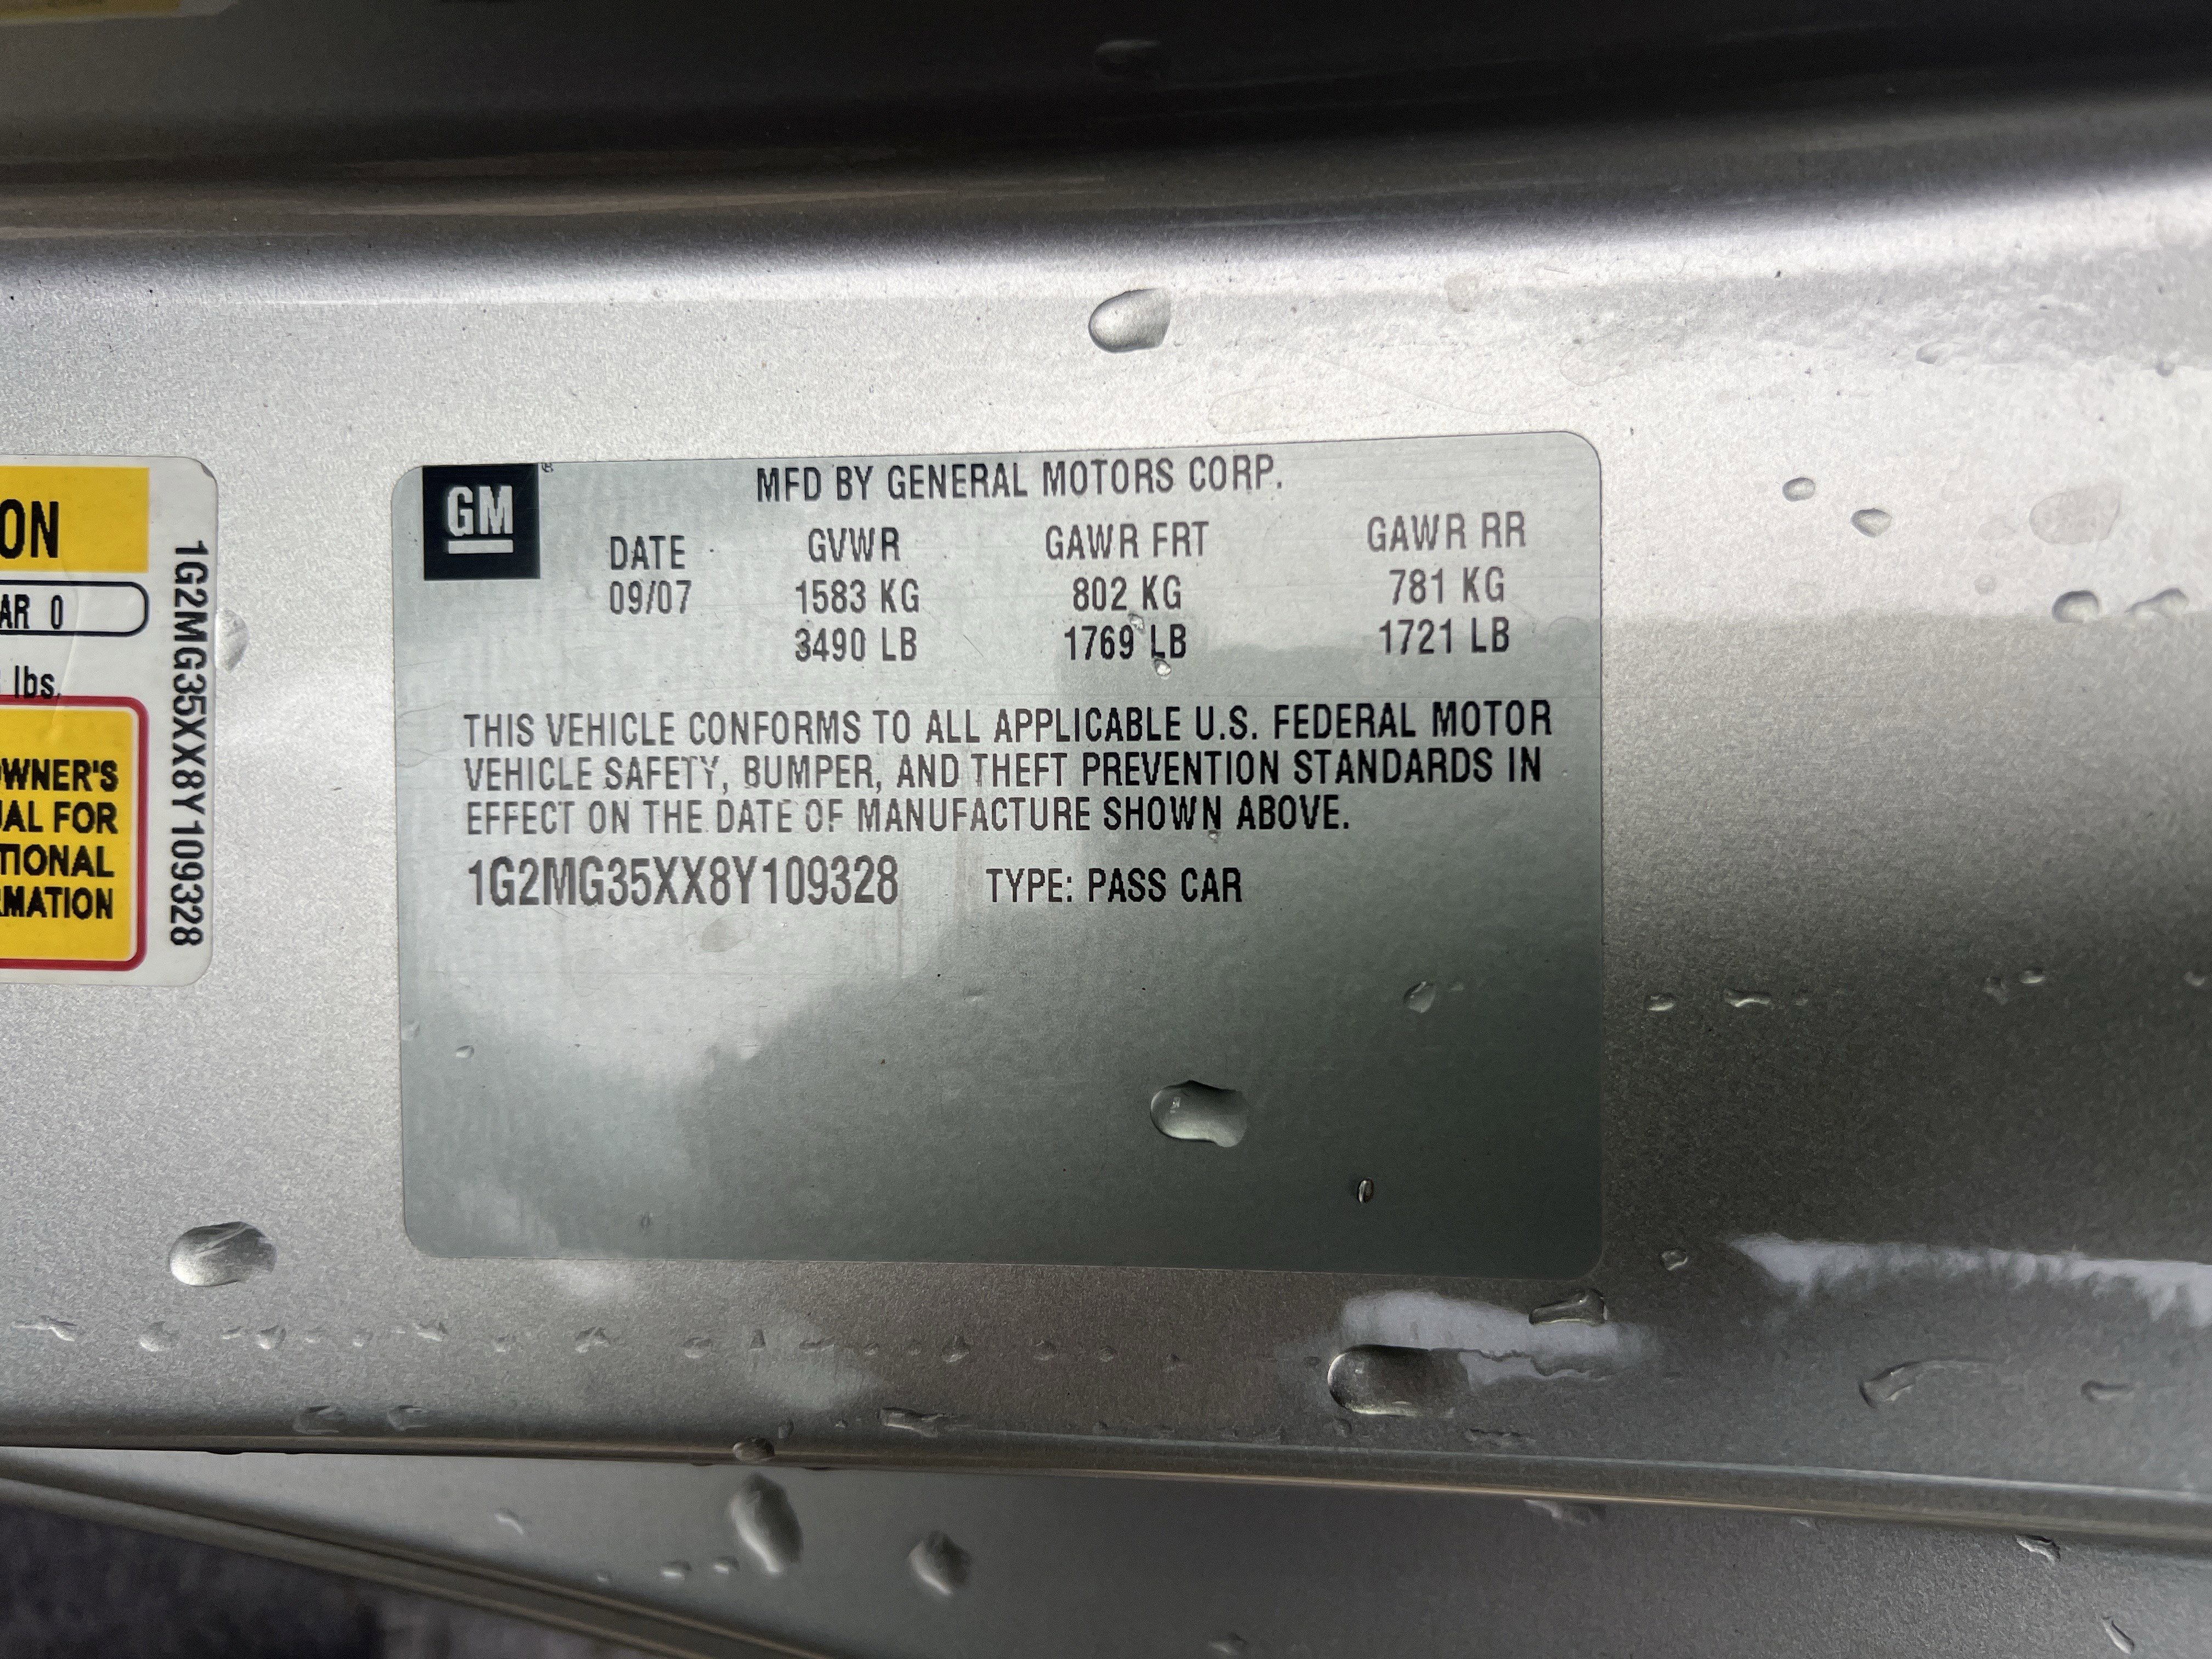 ON
AR 0
lbs.
OWNER'S
UAL FOR
TIONAL
RMATION
1G2MG35XX8Y109328
GM
®
MFD BY GENERAL MOTORS CORP.
DATE GVWR GAWR FRT GAWR RR
09/07 1583 KG 802 KG 781 KG
3490 LB 1769 LB 1721 LB
THIS VEHICLE CONFORMS TO ALL APPLICABLE U.S. FEDERAL MOTOR
VEHICLE SAFETY, BUMPER, AND THEFT PREVENTION STANDARDS IN
EFFECT ON THE DATE OF MANUFACTURE SHOWN ABOVE.
1G2MG35XX8Y109328 TYPE: PASS CAR